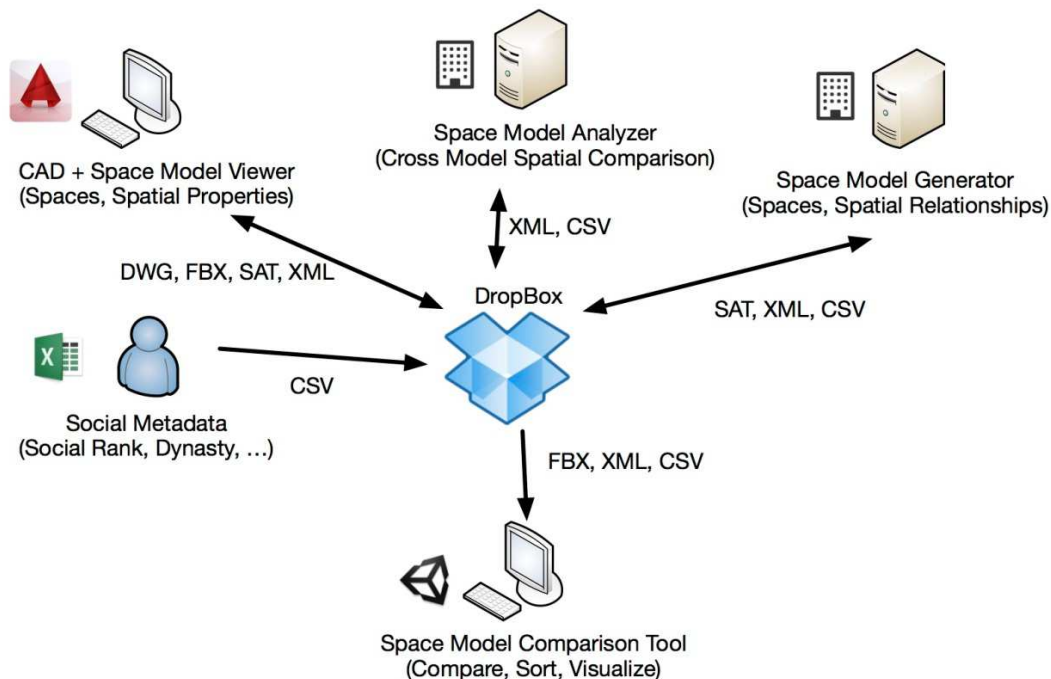 Space Model Analyzer
(Cross Model Spatial Comparison)
CAD + Space Model Viewer
(Spaces, Spatial Properties)
Space Model Generator
(Spaces, Spatial Relationships)
XML, CSV
DWG, FBX, SAT, XML
DropBox
SAT, XML, CSV
X
CSV
Social Metadata
(Social Rank, Dynasty, …)
FBX, XML, CSV
Space Model Comparison Tool
(Compare, Sort, Visualize)